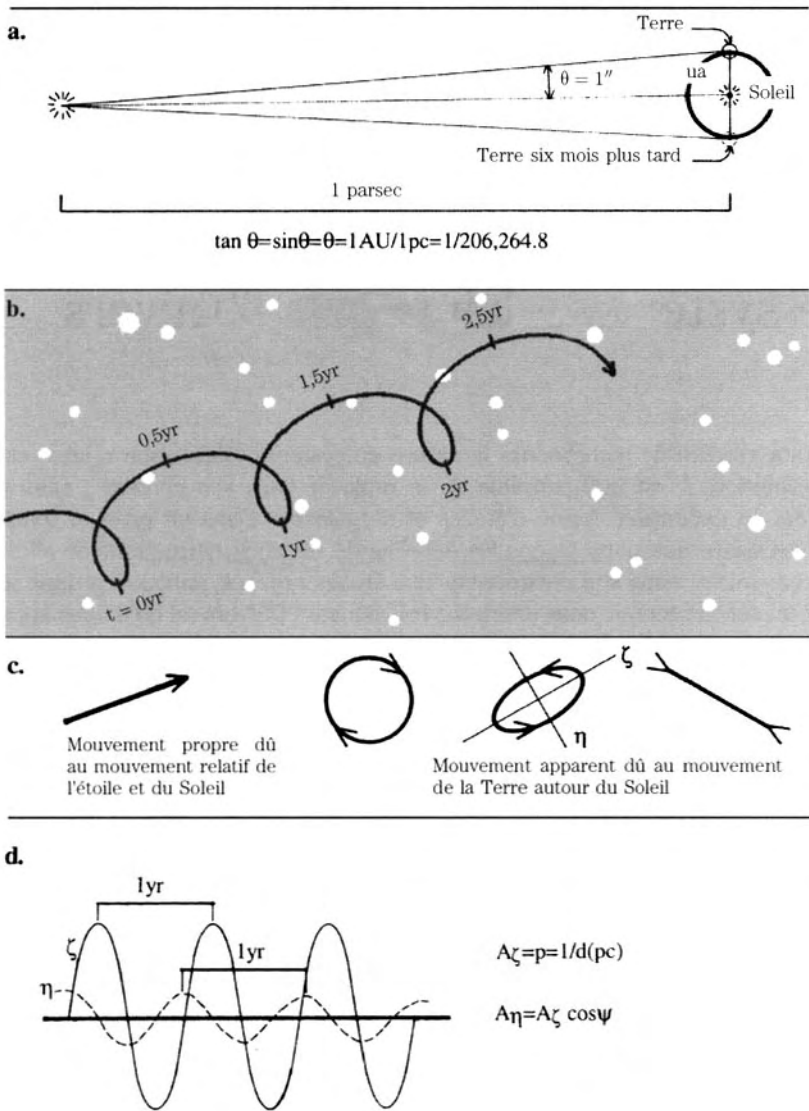 a.
Terre
θ = 1″
ua
Soleil
Terre six mois plus tard
1 parsec
tan θ=sinθ=θ=1AU/1pc=1/206,264.8
b.
2,5yr
1,5yr
0,5yr
2yr
1yr
t = 0yr
c.
ζ
η
Mouvement propre dû
au mouvement relatif de
l'étoile et du Soleil
Mouvement apparent dû au mouvement
de la Terre autour du Soleil
d.
1yr
ζ
1yr
η
Aζ=p=1/d(pc)
Aη=Aζ cosψ